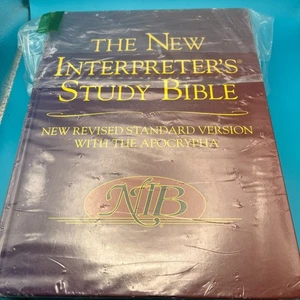 THE NEW
INTERPRETER'S
STUDY BIBLE
NEW REVISED STANDARD VERSION
WITH THE APOCRYPHA
NIB